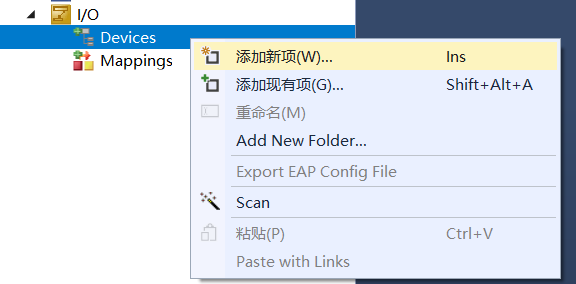 I/O
Devices
Mappings
添加新项(W)... Ins
添加现有项(G)... Shift+Alt+A
重命名(M)
Add New Folder...
Export EAP Config File
Scan
粘贴(P) Ctrl+V
Paste with Links